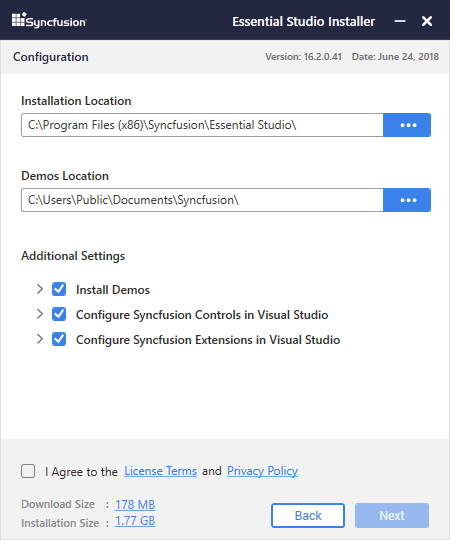 Syncfusion® Essential Studio Installer
Configuration Version: 16.2.0.41 Date: June 24, 2018
Installation Location
C:\Program Files (x86)\Syncfusion\Essential Studio\
Demos Location
C:\Users\Public\Documents\Syncfusion\
Additional Settings
Install Demos
Configure Syncfusion Controls in Visual Studio
Configure Syncfusion Extensions in Visual Studio
I Agree to the License Terms and Privacy Policy
Download Size : 178 MB
Installation Size : 1.77 GB
Back Next